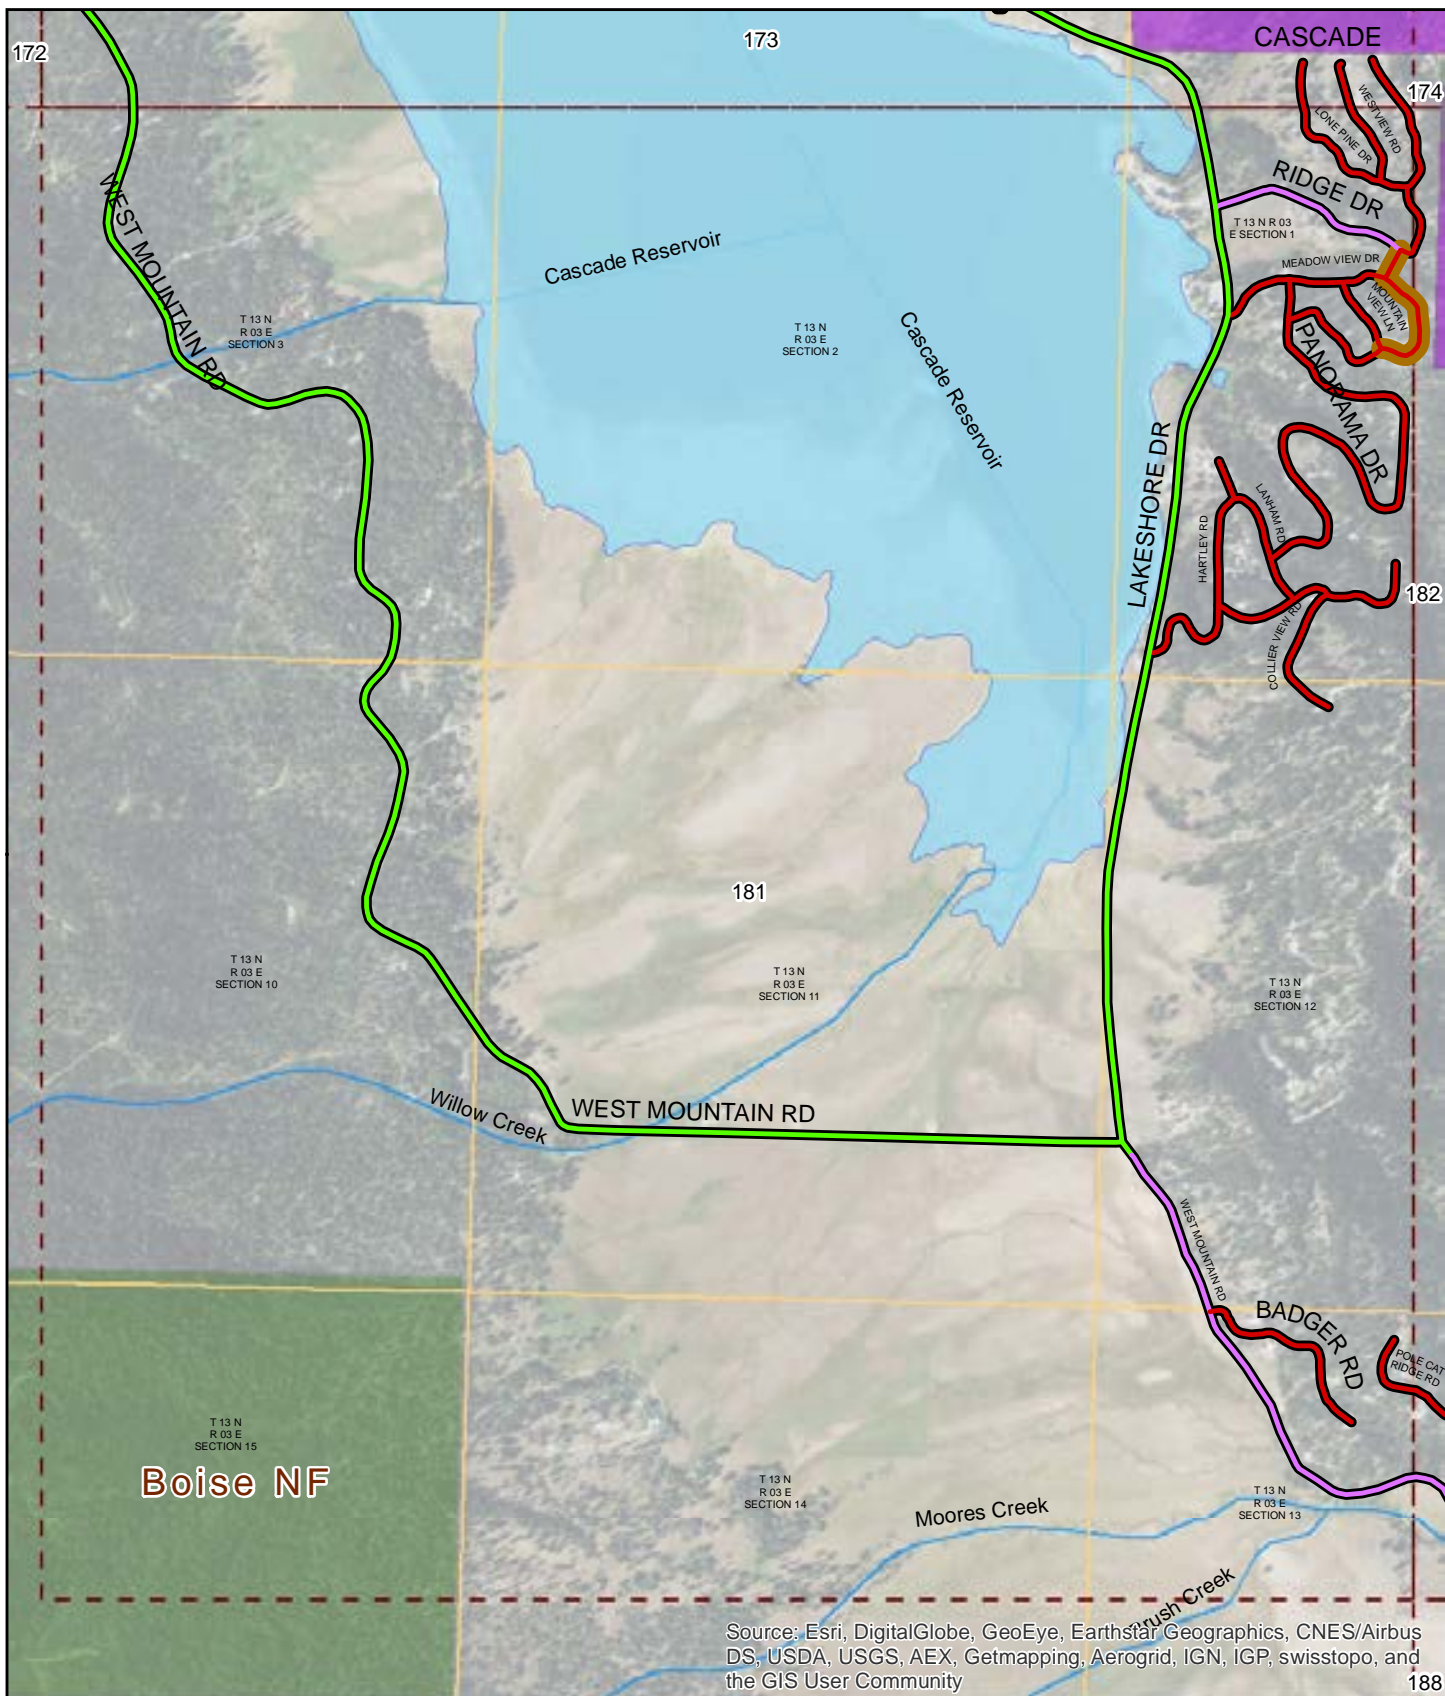 172
173
CASCADE
174
WESTVIEW RD
LONE PINE DR
RIDGE DR
WEST MOUNTAIN RD
T 13 N R 03
E SECTION 1
Cascade Reservoir
MEADOW VIEW DR
MOUNTAIN
VIEW LN
T 13 N
R 03 E
SECTION 3
T 13 N
R 03 E
SECTION 2
Cascade Reservoir
PANORAMA DR
LAKESHORE DR
LANHAM RD
HARTLEY RD
182
COLLIER VIEW RD
181
T 13 N
R 03 E
SECTION 10
T 13 N
R 03 E
SECTION 11
T 13 N
R 03 E
SECTION 12
Willow Creek
WEST MOUNTAIN RD
WEST MOUNTAIN RD
BADGER RD
POLE CAT
RIDGE RD
T 13 N
R 03 E
SECTION 15
Boise NF
T 13 N
R 03 E
SECTION 14
T 13 N
R 03 E
SECTION 13
Moores Creek
Creek
Source: Esri, DigitalGlobe, GeoEye, Earthstar Geographics, CNES/Airbus
DS, USDA, USGS, AEX, Getmapping, Aerogrid, IGN, IGP, swisstopo, and
the GIS User Community
188